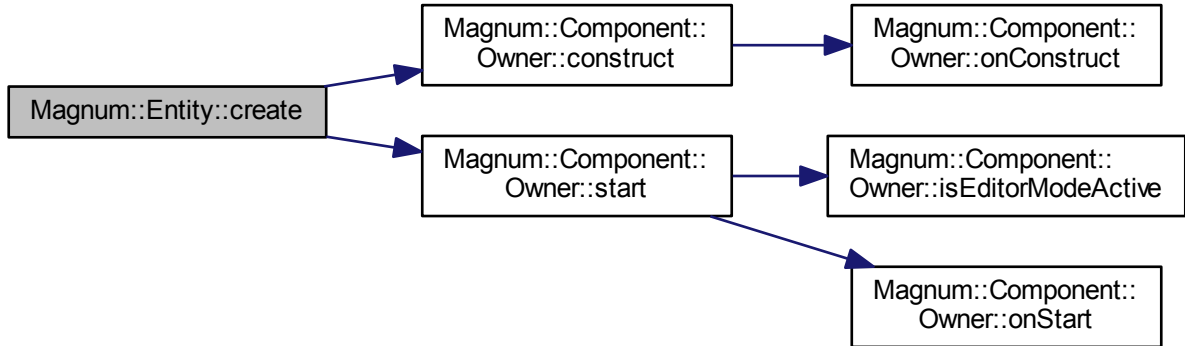 Magnum::Entity::create
Magnum::Component::
Owner::construct
Magnum::Component::
Owner::onConstruct
Magnum::Component::
Owner::start
Magnum::Component::
Owner::isEditorModeActive
Magnum::Component::
Owner::onStart